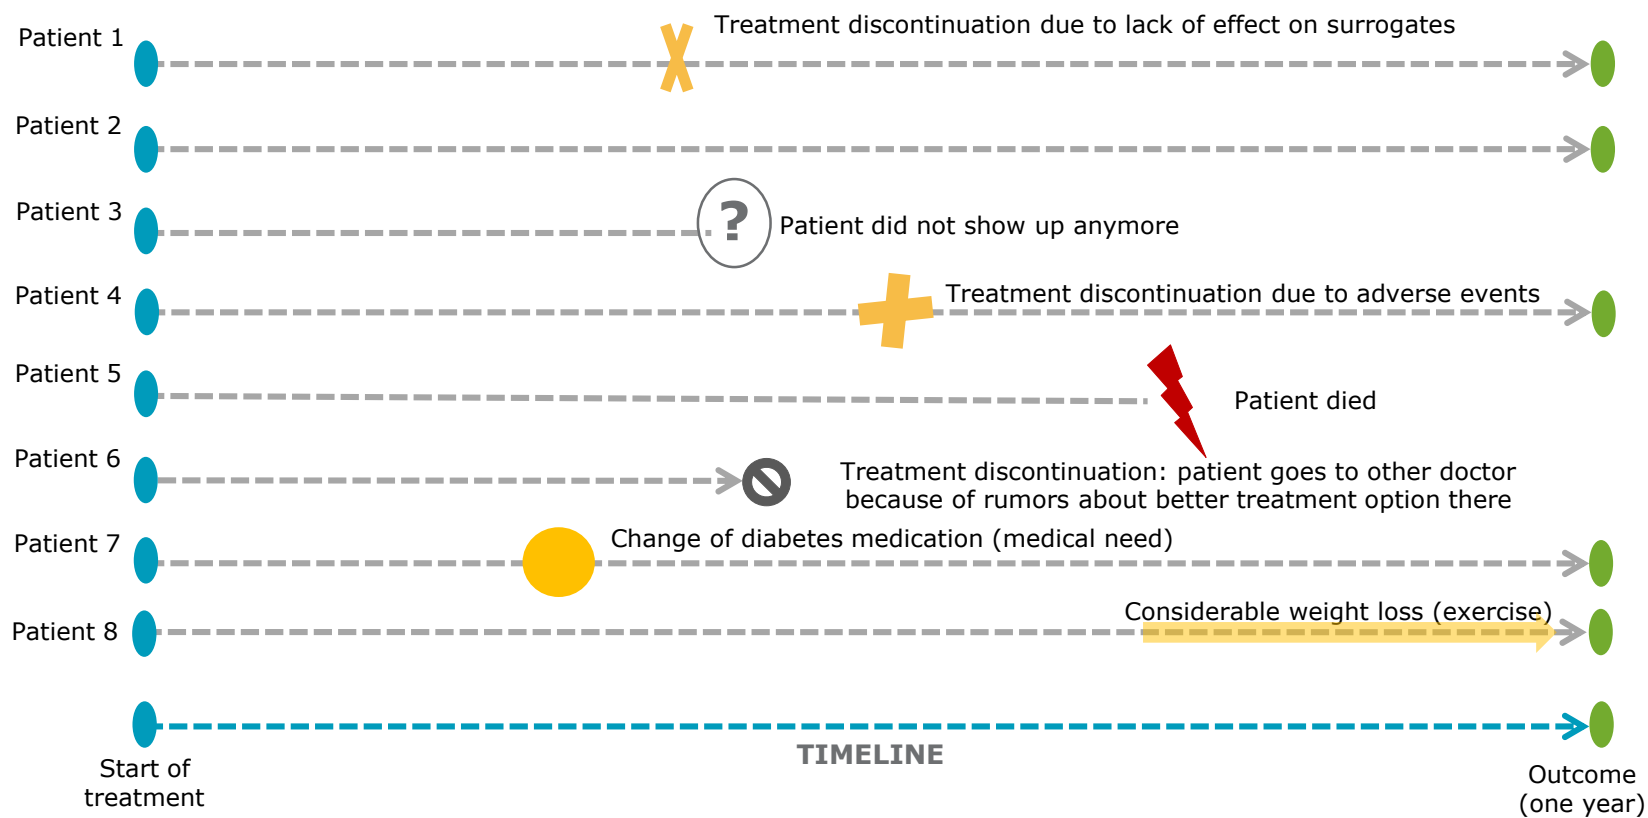 Treatment discontinuation due to lack of effect on surrogates
Patient 1
Patient 2
Patient 3
?
Patient did not show up anymore
Patient 4
Treatment discontinuation due to adverse events
Patient 5
Patient died
Patient 6
Treatment discontinuation: patient goes to other doctor
because of rumors about better treatment option there
Patient 7
Change of diabetes medication (medical need)
Considerable weight loss (exercise)
Patient 8
TIMELINE
Start of
treatment
Outcome
(one year)